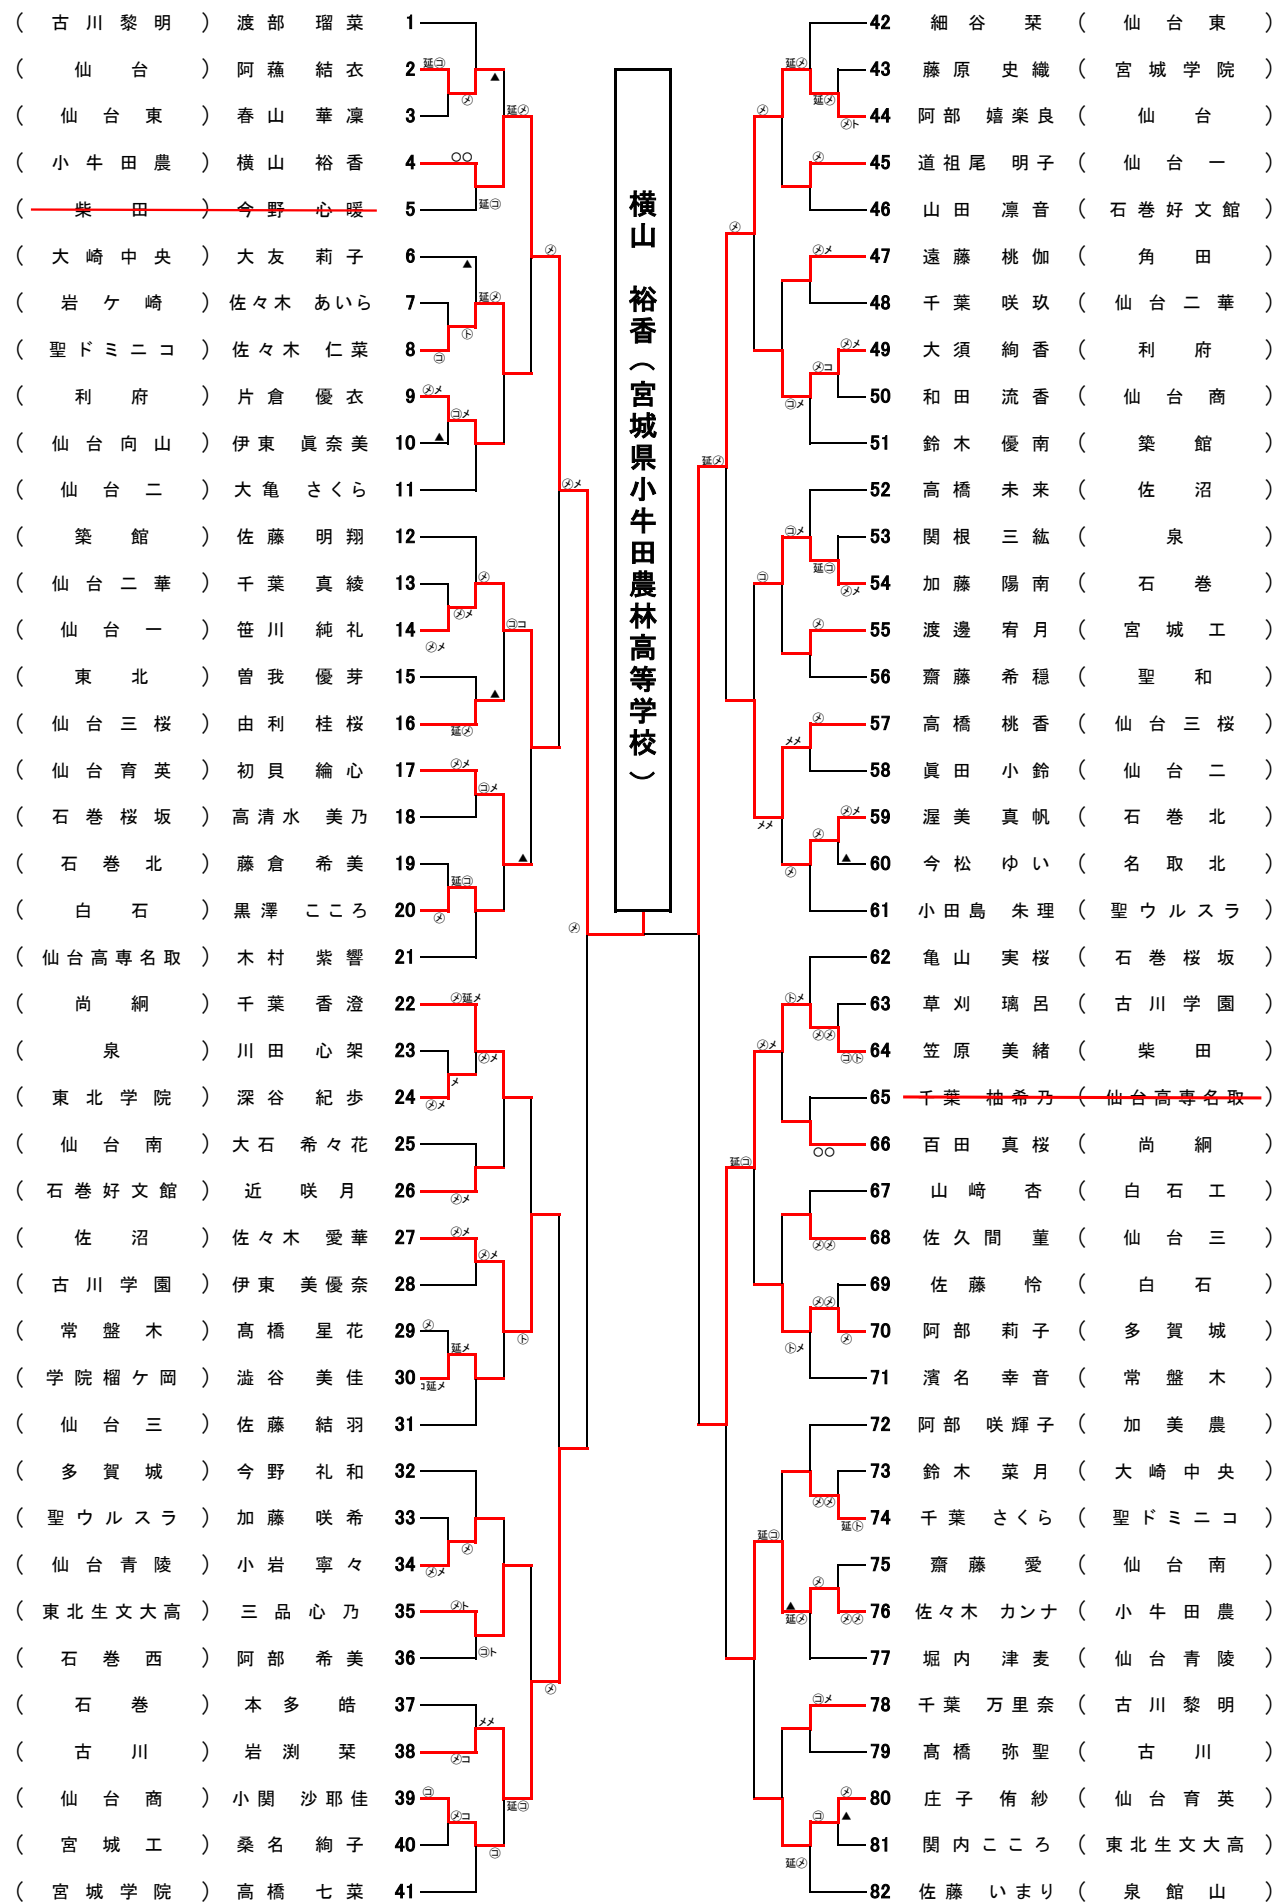 ( 古川黎明 ) 渡部 瑠菜 1
( 仙台 ) 阿蘓 結衣 2 延コ
( 仙台東 ) 春山 華凜 3
( 小牛田農 ) 横山 裕香 4 ○○
( 柴田 ) 今野 心暖 5
( 大崎中央 ) 大友 莉子 6
( 岩ケ崎 ) 佐々木 あいら 7
( 聖ドミニコ ) 佐々木 仁菜 8
( 利府 ) 片倉 優衣 9
( 仙台向山 ) 伊東 眞奈美 10
( 仙台二 ) 大亀 さくら 11
( 築館 ) 佐藤 明翔 12
( 仙台二華 ) 千葉 真綾 13
( 仙台一 ) 笹川 純礼 14
( 東北 ) 曽我 優芽 15
( 仙台三桜 ) 由利 桂桜 16
( 仙台育英 ) 初貝 綸心 17
( 石巻桜坂 ) 高清水 美乃 18
( 石巻北 ) 藤倉 希美 19
( 白石 ) 黒澤 こころ 20
( 仙台高専名取 ) 木村 紫響 21
( 尚絅 ) 千葉 香澄 22
( 泉 ) 川田 心架 23
( 東北学院 ) 深谷 紀歩 24
( 仙台南 ) 大石 希々花 25
( 石巻好文館 ) 近 咲月 26
( 佐沼 ) 佐々木 愛華 27
( 古川学園 ) 伊東 美優奈 28
( 常盤木 ) 髙橋 星花 29
( 学院榴ケ岡 ) 澁谷 美佳 30
( 仙台三 ) 佐藤 結羽 31
( 多賀城 ) 今野 礼和 32
( 聖ウルスラ ) 加藤 咲希 33
( 仙台青陵 ) 小岩 寧々 34
( 東北生文大高 ) 三品 心乃 35
( 石巻西 ) 阿部 希美 36
( 石巻 ) 本多 皓 37
( 古川 ) 岩渕 栞 38
( 仙台商 ) 小関 沙耶佳 39
( 宮城工 ) 桑名 絢子 40
( 宮城学院 ) 高橋 七菜 41
横山 裕香（宮城県小牛田農林高等学校）
42 細谷 栞 ( 仙台東 )
43 藤原 史織 ( 宮城学院 )
44 阿部 嬉楽良 ( 仙台 )
45 道祖尾 明子 ( 仙台一 )
46 山田 凛音 ( 石巻好文館 )
47 遠藤 桃伽 ( 角田 )
48 千葉 咲玖 ( 仙台二華 )
49 大須 絢香 ( 利府 )
50 和田 流香 ( 仙台商 )
51 鈴木 優南 ( 築館 )
52 高橋 未来 ( 佐沼 )
53 関根 三紘 ( 泉 )
54 加藤 陽南 ( 石巻 )
55 渡邊 宥月 ( 宮城工 )
56 齋藤 希穏 ( 聖和 )
57 高橋 桃香 ( 仙台三桜 )
58 眞田 小鈴 ( 仙台二 )
59 渥美 真帆 ( 石巻北 )
60 今松 ゆい ( 名取北 )
61 小田島 朱理 ( 聖ウルスラ )
62 亀山 実桜 ( 石巻桜坂 )
63 草刈 璃呂 ( 古川学園 )
64 笠原 美緒 ( 柴田 )
65 千葉 柚希乃 ( 仙台高専名取 )
66 百田 真桜 ( 尚絅 )
67 山﨑 杏 ( 白石工 )
68 佐久間 菫 ( 仙台三 )
69 佐藤 怜 ( 白石 )
70 阿部 莉子 ( 多賀城 )
71 濱名 幸音 ( 常盤木 )
72 阿部 咲輝子 ( 加美農 )
73 鈴木 菜月 ( 大崎中央 )
74 千葉 さくら ( 聖ドミニコ )
75 齋藤 愛 ( 仙台南 )
76 佐々木 カンナ ( 小牛田農 )
77 堀内 津麦 ( 仙台青陵 )
78 千葉 万里奈 ( 古川黎明 )
79 髙橋 弥聖 ( 古川 )
80 庄子 侑紗 ( 仙台育英 )
81 関内 こころ ( 東北生文大高 )
82 佐藤 いまり ( 泉館山 )